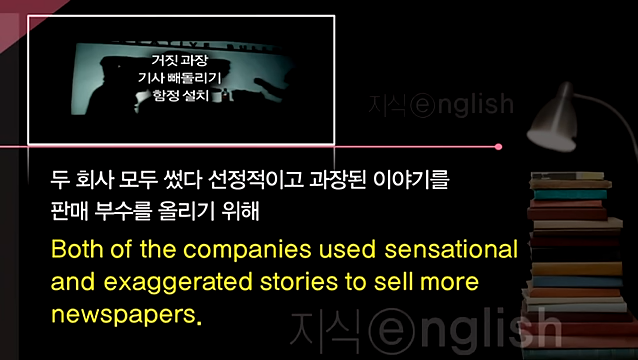 거짓 과장
기사 빼돌리기
함정 설치
지식ⓔnglish
두 회사 모두 썼다 선정적이고 과장된 이야기를
판매 부수를 올리기 위해
Both of the companies used sensational
and exaggerated stories to sell more
newspapers.
지식ⓔnglish